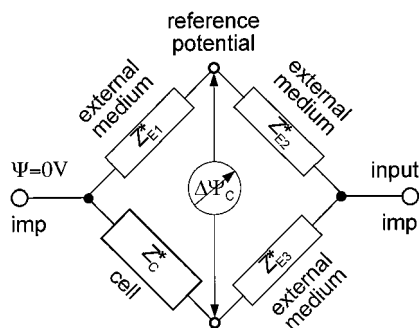 reference
potential
external
medium
external
medium
Z*E1
Z*E2
Ψ=0V
imp
ΔΨC
input
imp
Z*C
cell
Z*E3
external
medium